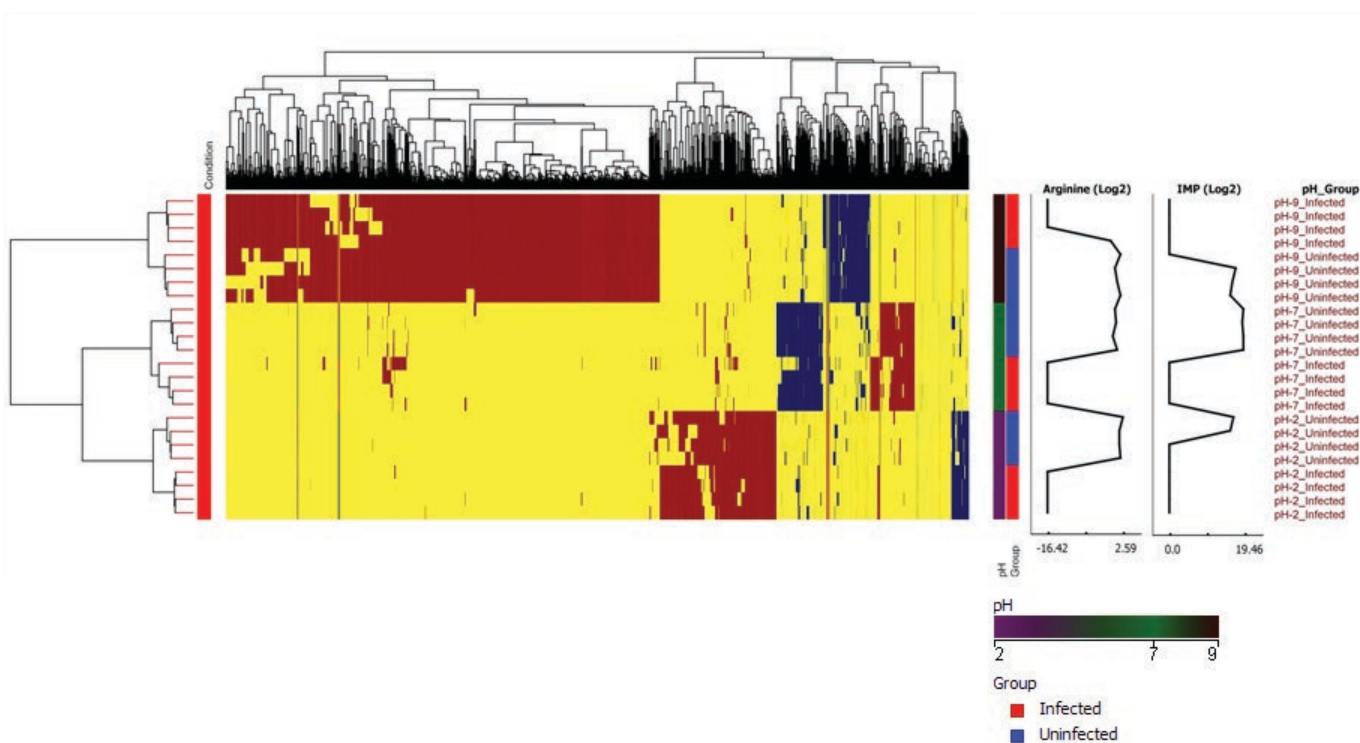 Condition
Arginine (Log2)
IMP (Log2)
pH_Group
pH-9_Infected
pH-9_Infected
pH-9_Infected
pH-9_Infected
pH-9_Uninfected
pH-9_Uninfected
pH-9_Uninfected
pH-9_Uninfected
pH-7_Uninfected
pH-7_Uninfected
pH-7_Uninfected
pH-7_Uninfected
pH-7_Infected
pH-7_Infected
pH-7_Infected
pH-7_Infected
pH-2_Uninfected
pH-2_Uninfected
pH-2_Uninfected
pH-2_Uninfected
pH-2_Infected
pH-2_Infected
pH-2_Infected
pH-2_Infected
-16.42 2.59
0.0 19.46
pH
Group
pH
2 7 9
Group
Infected
Uninfected